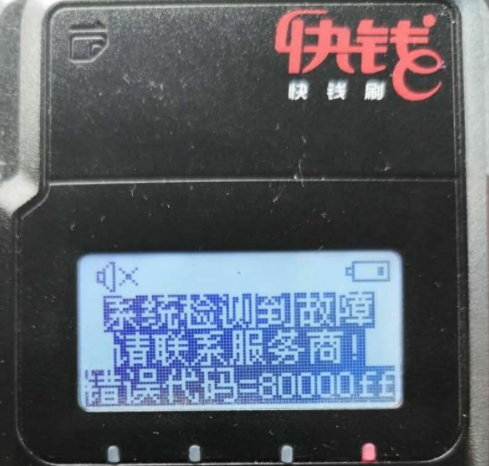 快钱
快钱刷
系统检测到故障
请联系服务商！
错误代码=80000££